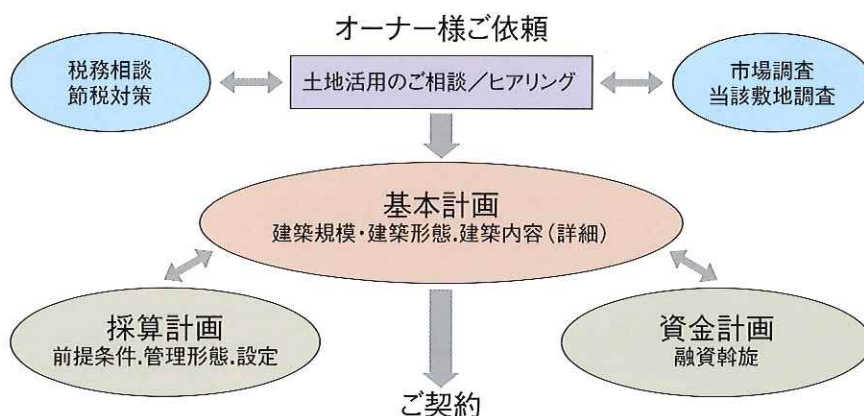 オーナー様ご依頼
税務相談
節税対策
土地活用のご相談／ヒアリング
市場調査
当該敷地調査
基本計画
建築規模・建築形態.建築内容（詳細）
採算計画
前提条件.管理形態.設定
資金計画
融資斡旋
ご契約